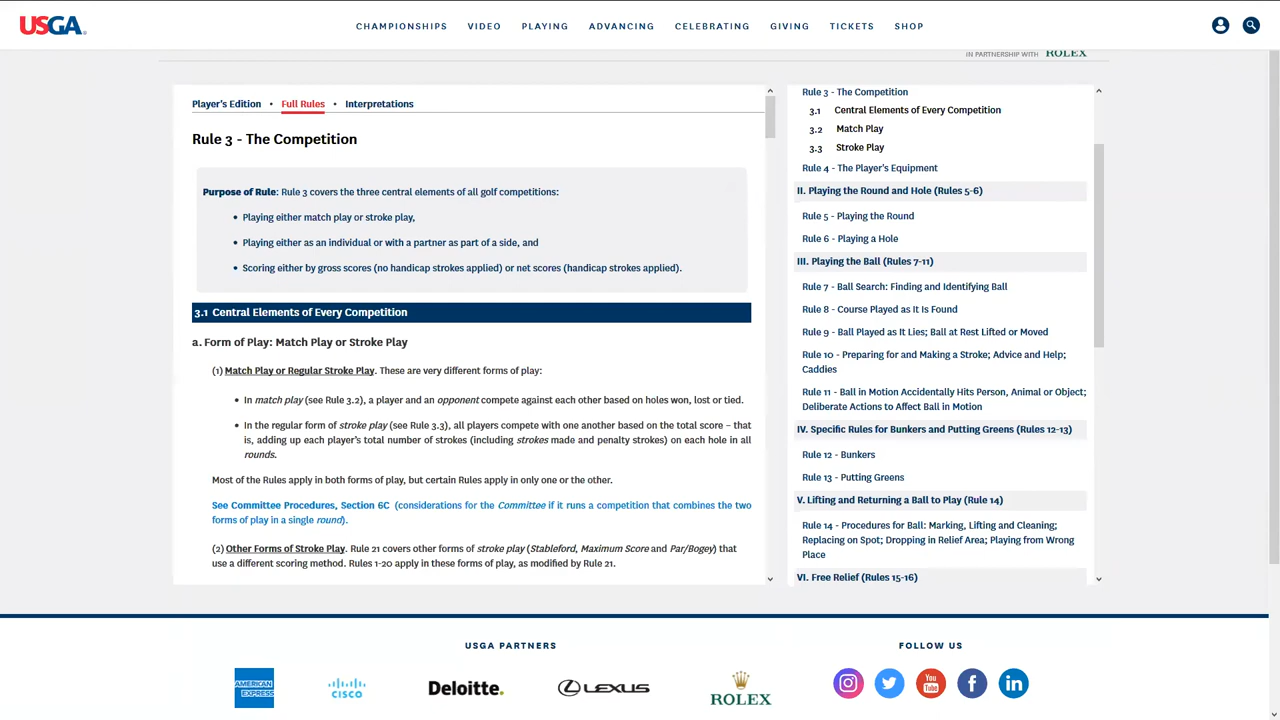 USGA
CHAMPIONSHIPS VIDEO PLAYING ADVANCING CELEBRATING GIVING TICKETS SHOP
IN PARTNERSHIP WITH ROLEX
Player's Edition • Full Rules • Interpretations
Rule 3 - The Competition
Purpose of Rule: Rule 3 covers the three central elements of all golf competitions:
• Playing either match play or stroke play,
• Playing either as an individual or with a partner as part of a side, and
• Scoring either by gross scores (no handicap strokes applied) or net scores (handicap strokes applied).
3.1 Central Elements of Every Competition
a. Form of Play: Match Play or Stroke Play
(1) Match Play or Regular Stroke Play. These are very different forms of play:
• In match play (see Rule 3.2), a player and an opponent compete against each other based on holes won, lost or tied.
• In the regular form of stroke play (see Rule 3.3), all players compete with one another based on the total score – that
is, adding up each player's total number of strokes (including strokes made and penalty strokes) on each hole in all
rounds.
Most of the Rules apply in both forms of play, but certain Rules apply in only one or the other.
See Committee Procedures, Section 6C (considerations for the Committee if it runs a competition that combines the two
forms of play in a single round).
(2) Other Forms of Stroke Play. Rule 21 covers other forms of stroke play (Stableford, Maximum Score and Par/Bogey) that
use a different scoring method. Rules 1-20 apply in these forms of play, as modified by Rule 21.
Rule 3 - The Competition
3.1 Central Elements of Every Competition
3.2 Match Play
3.3 Stroke Play
Rule 4 - The Player's Equipment
II. Playing the Round and Hole (Rules 5-6)
Rule 5 - Playing the Round
Rule 6 - Playing a Hole
III. Playing the Ball (Rules 7-11)
Rule 7 - Ball Search: Finding and Identifying Ball
Rule 8 - Course Played as It Is Found
Rule 9 - Ball Played as It Lies; Ball at Rest Lifted or Moved
Rule 10 - Preparing for and Making a Stroke; Advice and Help;
Caddies
Rule 11 - Ball in Motion Accidentally Hits Person, Animal or Object;
Deliberate Actions to Affect Ball in Motion
IV. Specific Rules for Bunkers and Putting Greens (Rules 12-13)
Rule 12 - Bunkers
Rule 13 - Putting Greens
V. Lifting and Returning a Ball to Play (Rule 14)
Rule 14 - Procedures for Ball: Marking, Lifting and Cleaning;
Replacing on Spot; Dropping in Relief Area; Playing from Wrong
Place
VI. Free Relief (Rules 15-16)
USGA PARTNERS
FOLLOW US
AMERICAN
EXPRESS
CISCO
Deloitte.
LEXUS
ROLEX
You
Tube
f
in